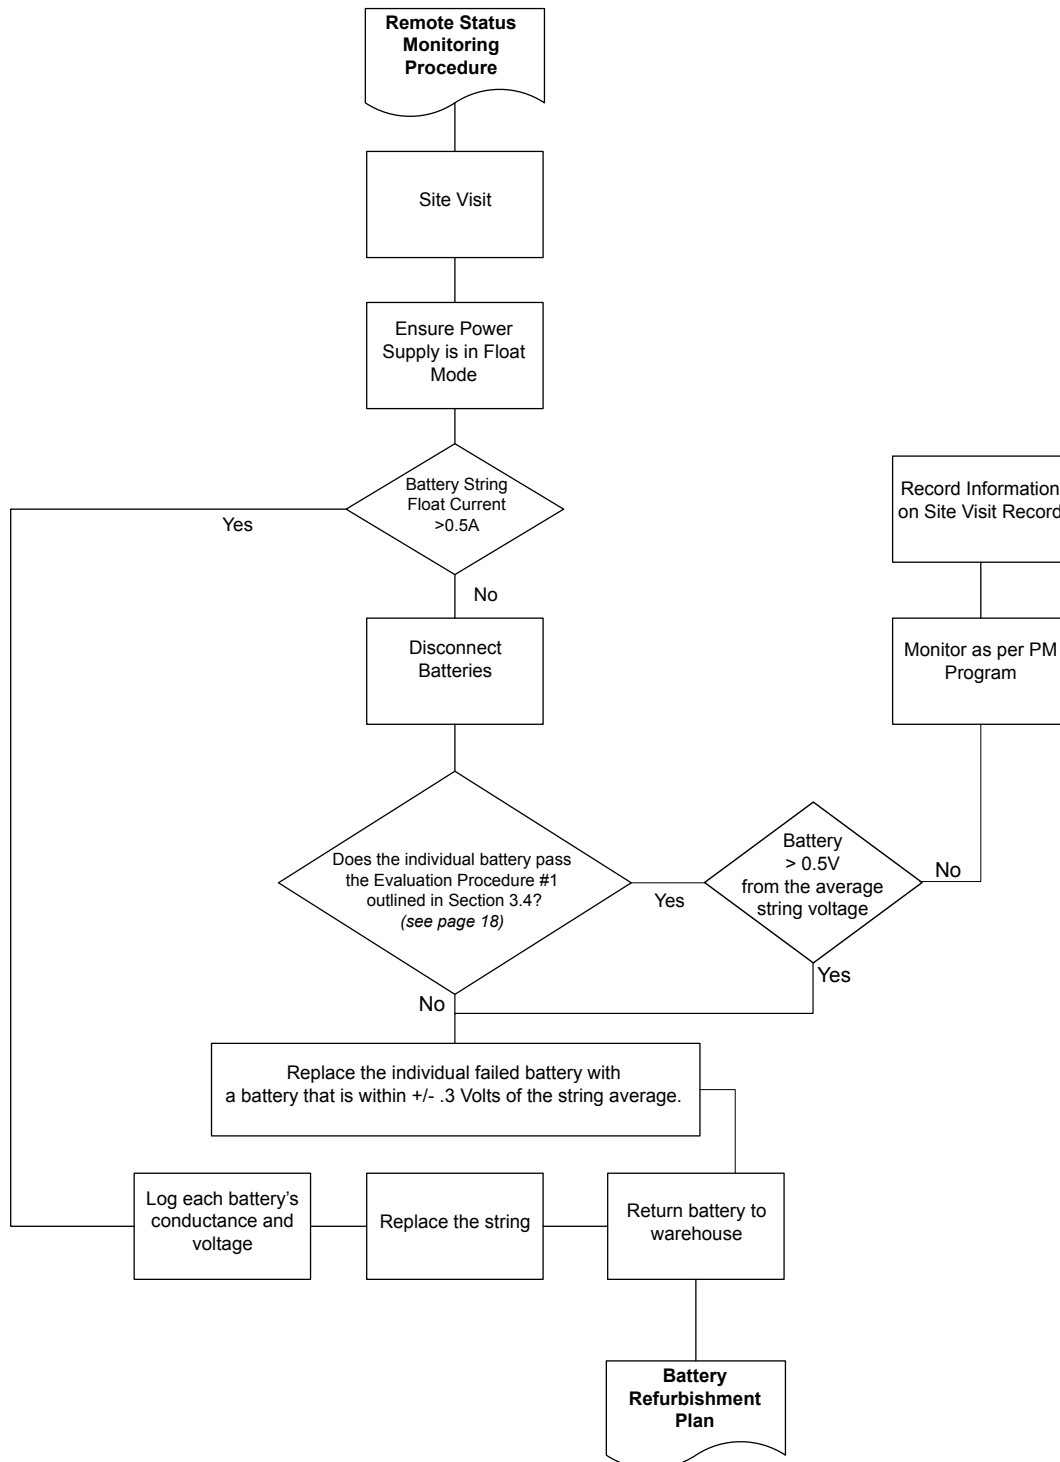 Remote Status
Monitoring
Procedure
Site Visit
Ensure Power
Supply is in Float
Mode
Battery String
Float Current
>0.5A
Yes
No
Record Information
on Site Visit Record
Disconnect
Batteries
Monitor as per PM
Program
Does the individual battery pass
the Evaluation Procedure #1
outlined in Section 3.4?
(see page 18)
Yes
Battery
> 0.5V
from the average
string voltage
No
Yes
No
Replace the individual failed battery with
a battery that is within +/- .3 Volts of the string average.
Log each battery’s
conductance and
voltage
Replace the string
Return battery to
warehouse
Battery
Refurbishment
Plan